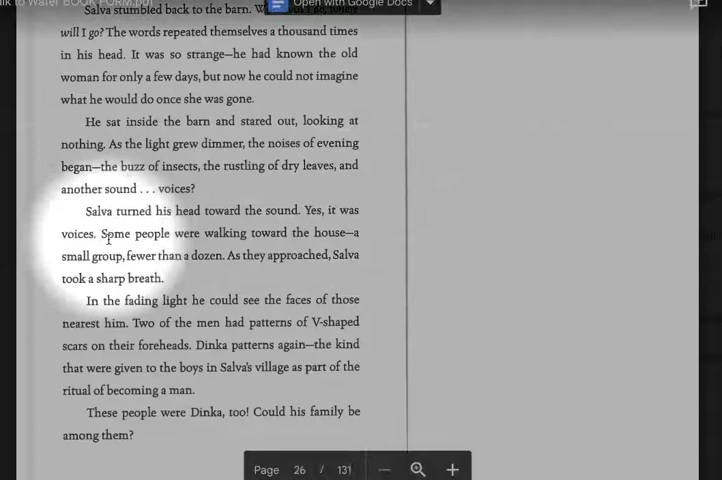 lk to Water BOOK FORM.pdf
Open with Google Docs
Salva stumbled back to the barn.
will I go? The words repeated themselves a thousand times
in his head. It was so strange—he had known the old
woman for only a few days, but now he could not imagine
what he would do once she was gone.
He sat inside the barn and stared out, looking at
nothing. As the light grew dimmer, the noises of evening
began—the buzz of insects, the rustling of dry leaves, and
another sound . . . voices?
Salva turned his head toward the sound. Yes, it was
voices. Some people were walking toward the house—a
small group, fewer than a dozen. As they approached, Salva
took a sharp breath.
In the fading light he could see the faces of those
nearest him. Two of the men had patterns of V-shaped
scars on their foreheads. Dinka patterns again—the kind
that were given to the boys in Salva's village as part of the
ritual of becoming a man.
These people were Dinka, too! Could his family be
among them?
Page 26 / 131